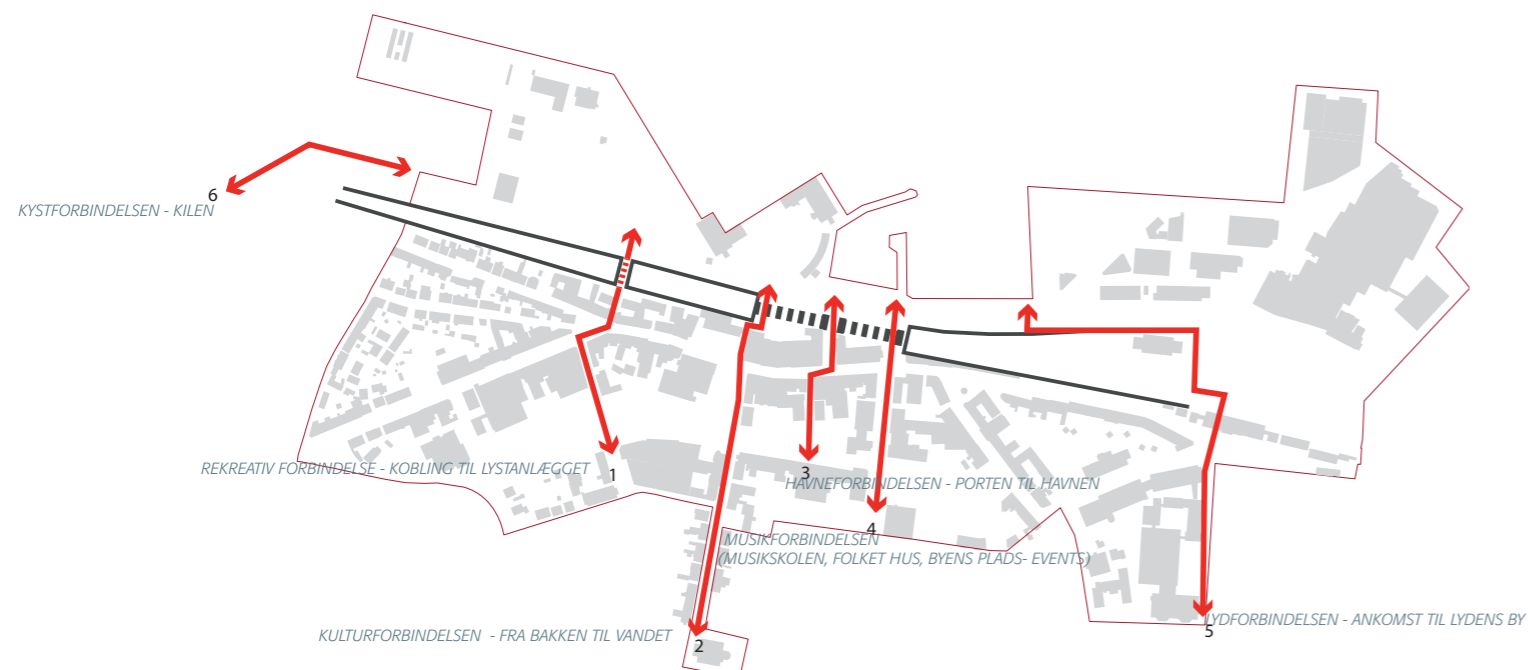 6
KYSTFORBINDELSEN - KILEN
REKREATIV FORBINDELSE - KOBLING TIL LYSTANLÆGGET
1
3
HAVNEFORBINDELSEN - PORTEN TIL HAVNEN
4
MUSIKFORBINDELSEN
(MUSIKSKOLEN, FOLKET HUS, BYENS PLADS- EVENTS)
KULTURFORBINDELSEN - FRA BAKKEN TIL VANDET
2
LYDFORBINDELSEN - ANKOMST TIL LYDENS BY
5